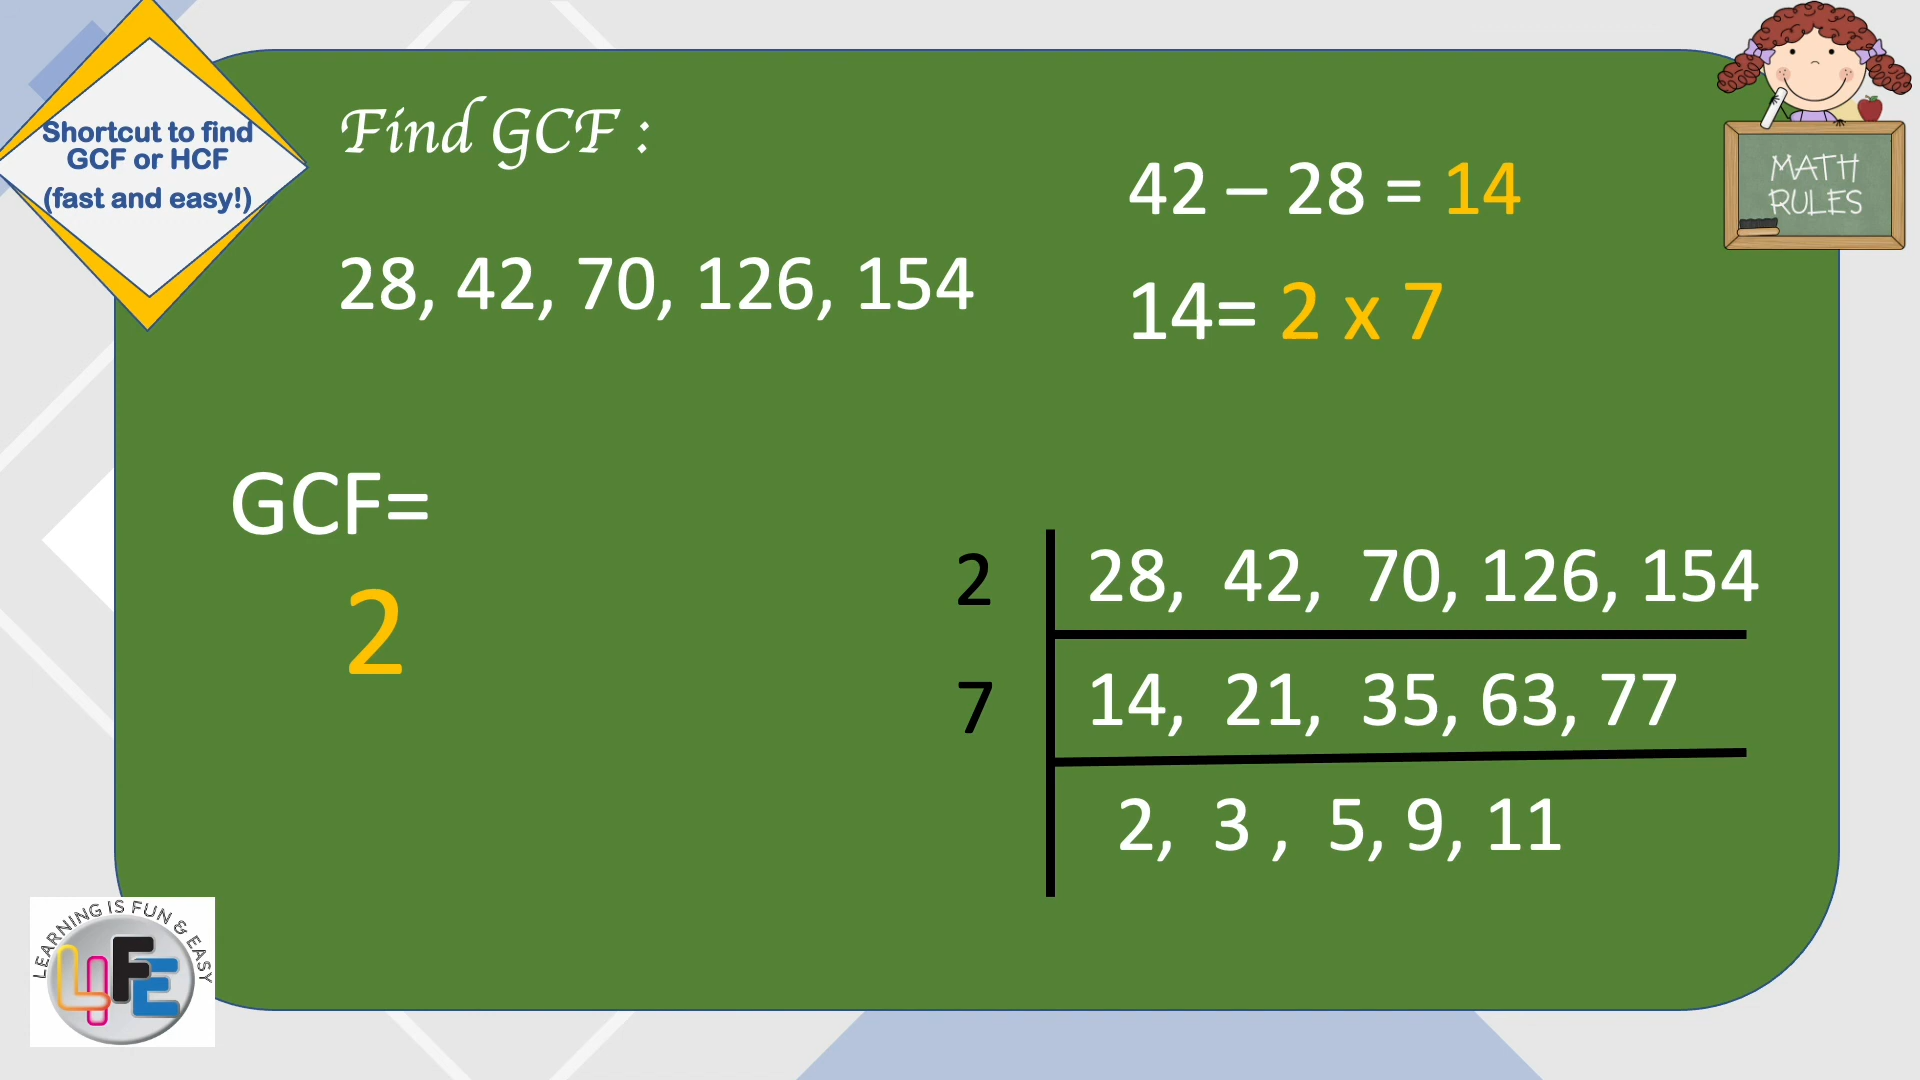 Shortcut to find
GCF or HCF
(fast and easy!)
Find GCF :
28, 42, 70, 126, 154
42 – 28 = 14
14= 2 x 7
MATH
RULES
GCF=
2
2 28, 42, 70, 126, 154
7 14, 21, 35, 63, 77
2, 3 , 5, 9, 11
LEARNING IS FUN & EASY
L4FE